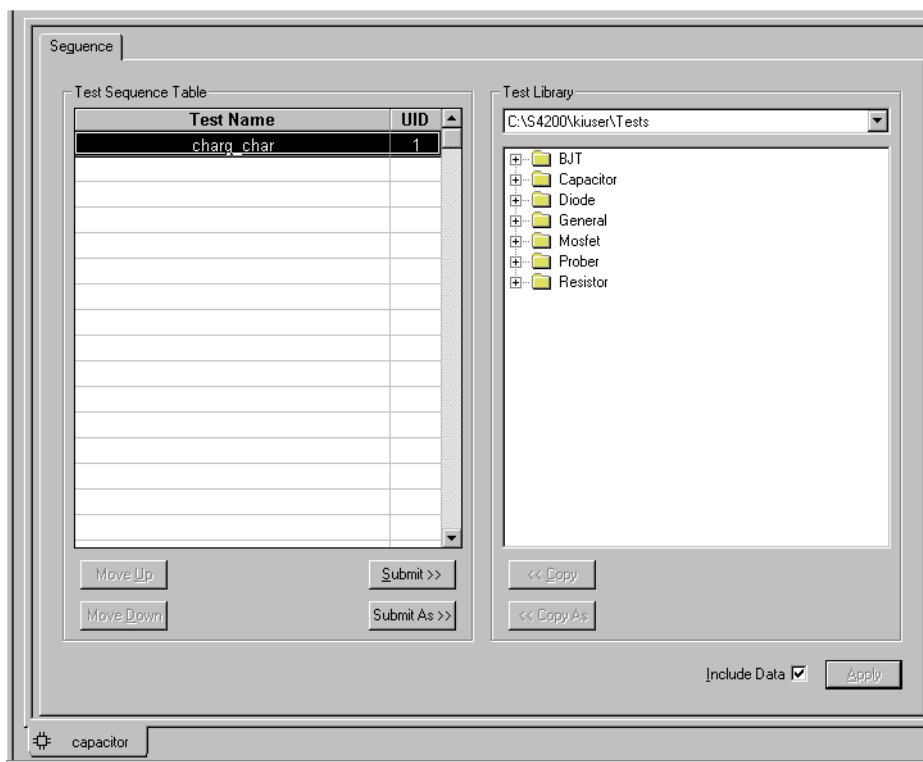 Sequence
Test Sequence Table
Test Name UID
charg_char 1
Move Up
Submit >>
Move Down
Submit As >>
Test Library
C:\S4200\kiuser\Tests
BJT
Capacitor
Diode
General
Mosfet
Prober
Resistor
<< Copy
<< Copy As
Include Data
Apply
capacitor